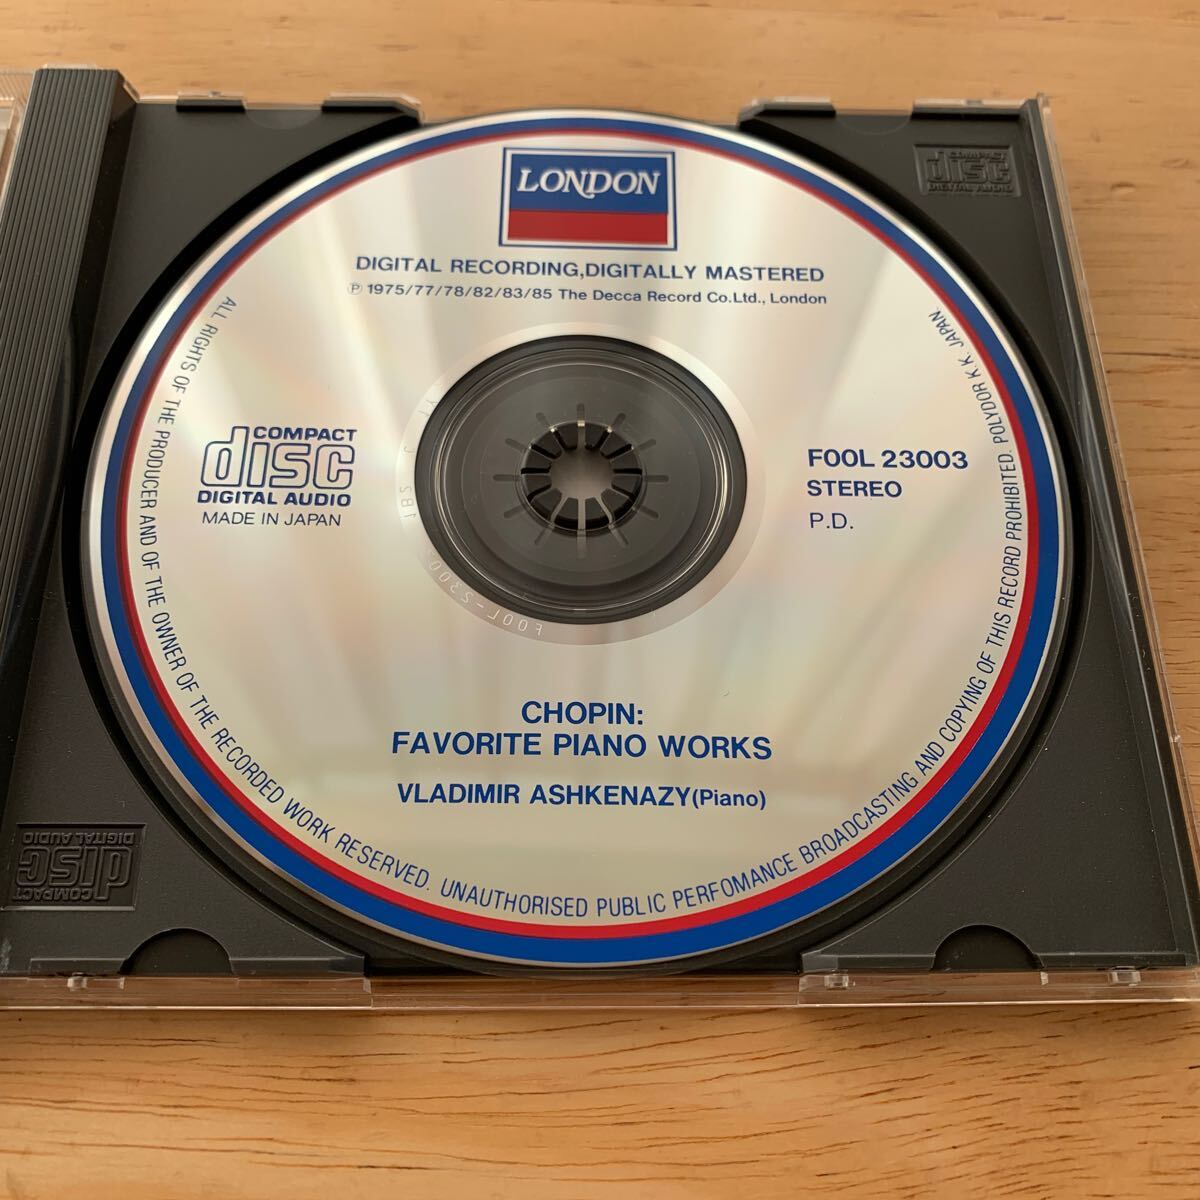 LONDON
DIGITAL RECORDING,DIGITALLY MASTERED
℗ 1975/77/78/82/83/85 The Decca Record Co.Ltd., London
COMPACT
disc
DIGITAL AUDIO
MADE IN JAPAN
F00L 23003
STEREO
P.D.
CHOPIN:
FAVORITE PIANO WORKS
VLADIMIR ASHKENAZY(Piano)
ALL RIGHTS OF THE PRODUCER AND OF THE OWNER OF THE RECORDED WORK RESERVED. UNAUTHORISED PUBLIC PERFOMANCE BROADCASTING AND COPYING OF THIS RECORD PROHIBITED. POLYDOR K.K. JAPAN
COMPACT
disc
DIGITAL AUDIO
COMPACT
disc
DIGITAL AUDIO